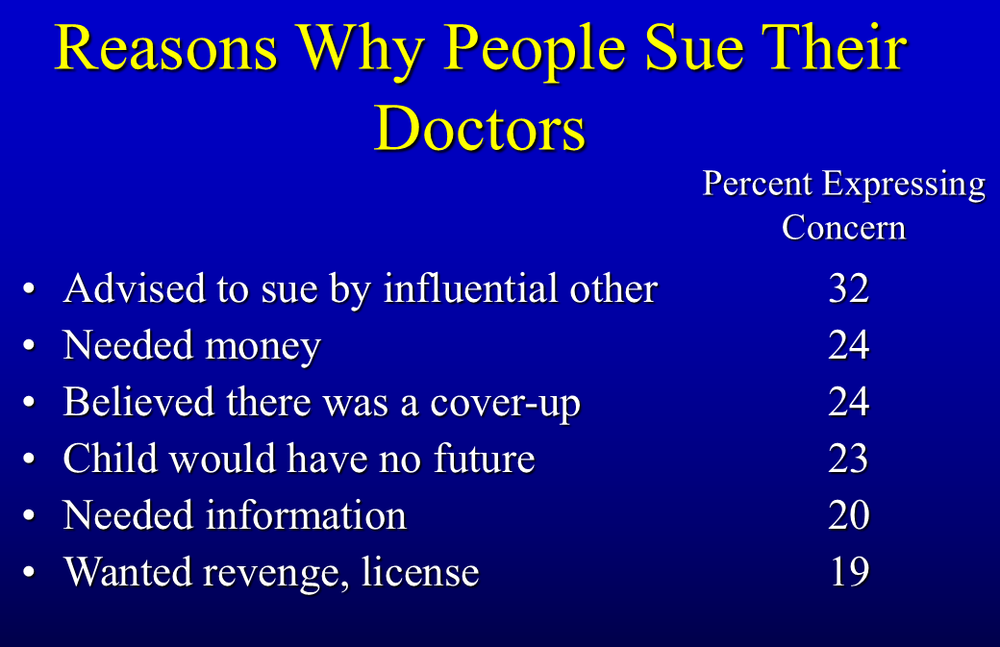 Reasons Why People Sue Their
Doctors
Percent Expressing
Concern
• Advised to sue by influential other 32
• Needed money 24
• Believed there was a cover-up 24
• Child would have no future 23
• Needed information 20
• Wanted revenge, license 19